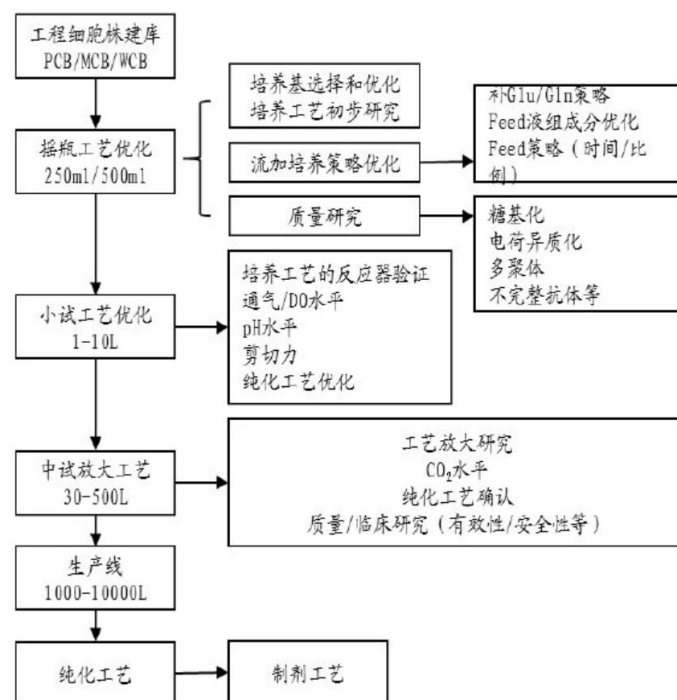 工程细胞株建库
PCB/MCB/WCB
摇瓶工艺优化
250ml/500ml
培养基选择和优化
培养工艺初步研究
流加培养策略优化
质量研究
补Glu/Gln策略
Feed液组成分优化
Feed策略（时间/比
例）
糖基化
电荷异质化
多聚体
不完整抗体等
小试工艺优化
1-10L
培养工艺的反应器验证
通气/DO水平
pH水平
剪切力
纯化工艺优化
中试放大工艺
30-500L
工艺放大研究
CO₂水平
纯化工艺确认
质量/临床研究（有效性/安全性等）
生产线
1000-10000L
纯化工艺
制剂工艺